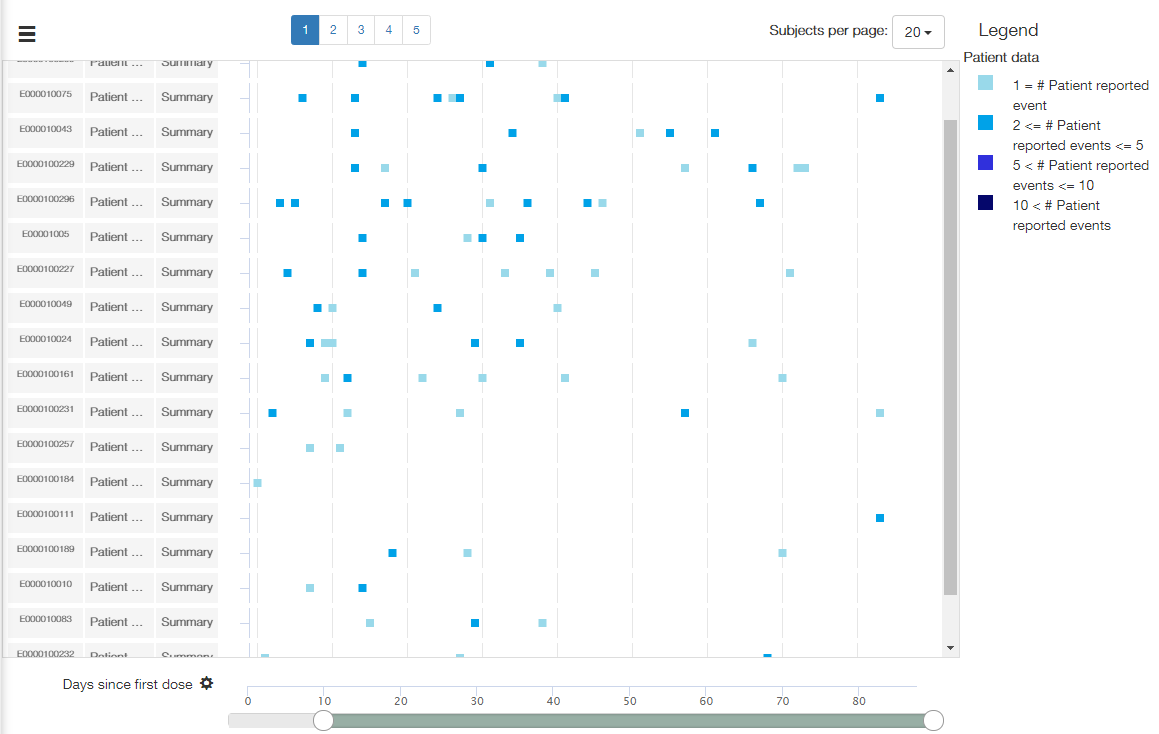 1 2 3 4 5 Subjects per page: 20
Legend
Patient data
1 = # Patient reported
event
2 <= # Patient
reported events <= 5
5 < # Patient reported
events <= 10
10 < # Patient
reported events
Patient ... Summary
E000010075 Patient ... Summary
E000010043 Patient ... Summary
E0000100229 Patient ... Summary
E0000100296 Patient ... Summary
E00001005 Patient ... Summary
E0000100227 Patient ... Summary
E000010049 Patient ... Summary
E000010024 Patient ... Summary
E0000100161 Patient ... Summary
E0000100231 Patient ... Summary
E0000100257 Patient ... Summary
E0000100184 Patient ... Summary
E0000100111 Patient ... Summary
E0000100189 Patient ... Summary
E000010010 Patient ... Summary
E000010083 Patient ... Summary
E0000100232 Patient Summary
Days since first dose
0 10 20 30 40 50 60 70 80